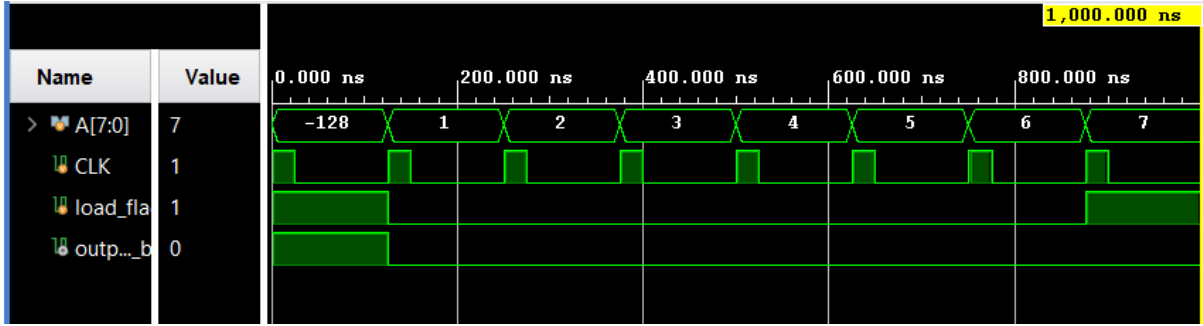 1,000.000 ns
Name Value 0.000 ns 200.000 ns 400.000 ns 600.000 ns 800.000 ns
> A[7:0] 7 -128 1 2 3 4 5 6 7
CLK 1
load_fla 1
outp..._b 0